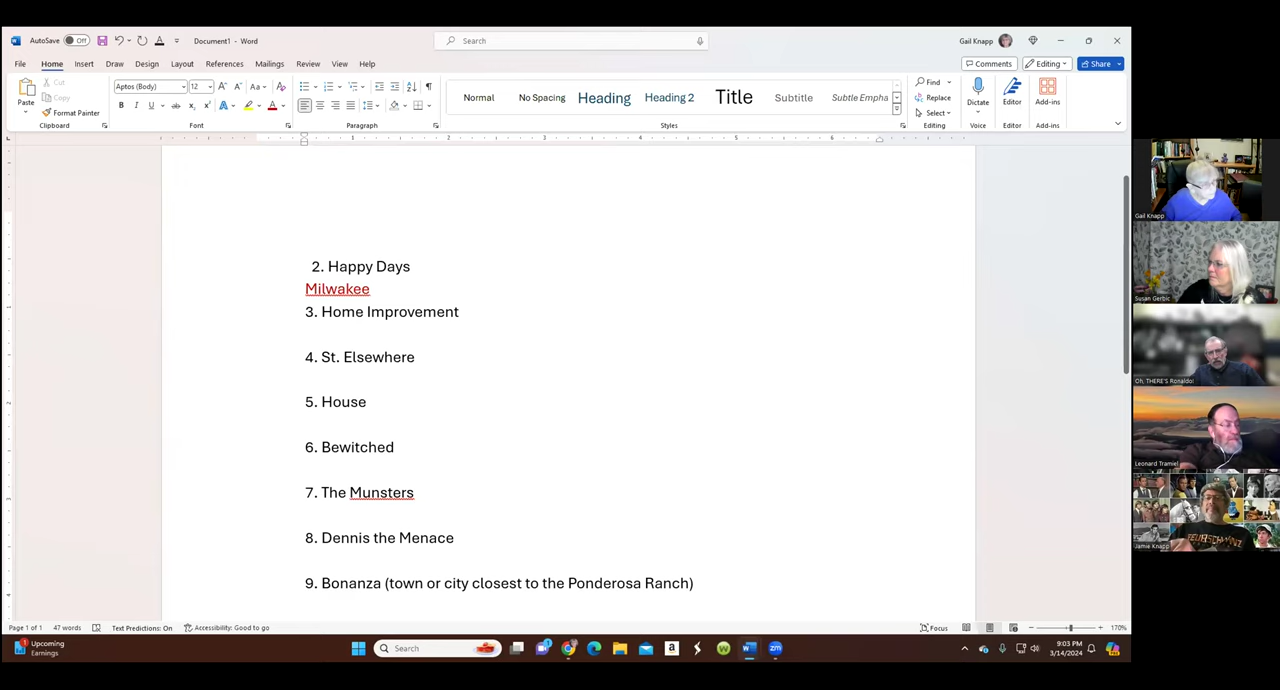 AutoSave
Off
Document1 - Word
Search
Gail Knapp
File
Home
Insert
Draw
Design
Layout
References
Mailings
Review
View
Help
Comments
Editing
Share
Paste
Cut
Copy
Format Painter
Clipboard
Aptos (Body)
12
Font
Paragraph
Normal
No Spacing
Heading
Heading 2
Title
Subtitle
Subtle Empha
Styles
Find
Replace
Select
Editing
Dictate
Voice
Editor
Editor
Add-ins
Add-ins
2. Happy Days
Milwakee
3. Home Improvement
4. St. Elsewhere
5. House
6. Bewitched
7. The Munsters
8. Dennis the Menace
9. Bonanza (town or city closest to the Ponderosa Ranch)
Gail Knapp
Susan Gerbic
Oh, THERE'S Ronaldo!
Leonard Tramiel
Jamie Knapp
Page 1 of 1
47 words
Text Predictions: On
Accessibility: Good to go
Focus
170%
Upcoming
Earnings
Search
9:03 PM
3/14/2024